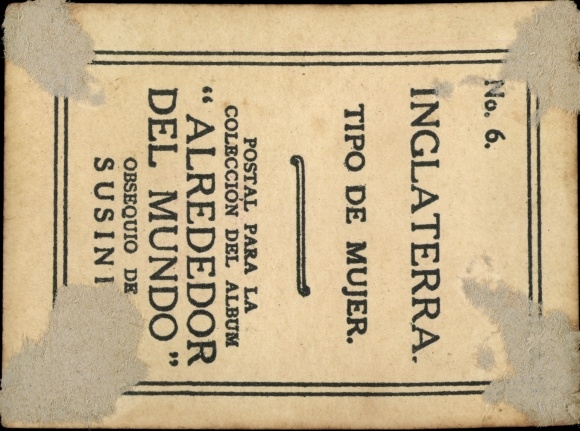 No. 6.
INGLATERRA.
TIPO DE MUJER.
POSTAL PARA LA
COLECCIÓN DEL ALBUM
“ALREDEDOR
DEL MUNDO”
OBSEQUIO DE
SUSINI